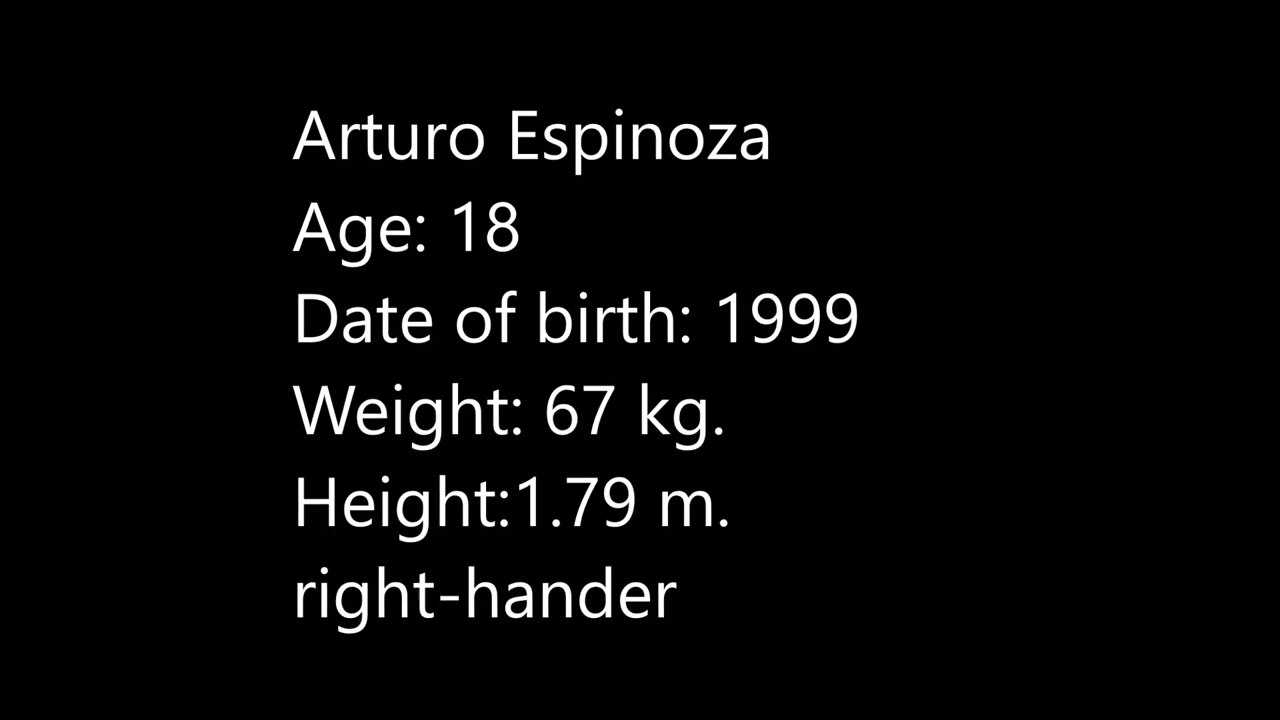 Arturo Espinoza
Age: 18
Date of birth: 1999
Weight: 67 kg.
Height:1.79 m.
right-hander